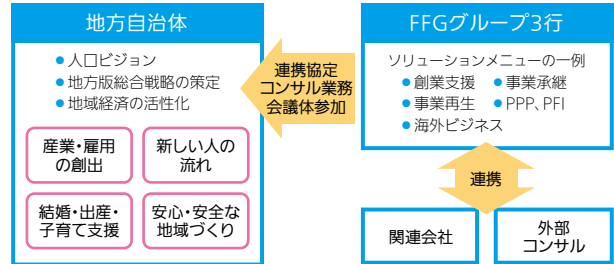 地方自治体
●人口ビジョン
●地方版総合戦略の策定
●地域経済の活性化
産業・雇用
の創出
新しい人の
流れ
結婚・出産・
子育て支援
安心・安全な
地域づくり
連携協定
コンサル業務
会議体参加
FFGグループ3行
ソリューションメニューの一例
●創業支援 ●事業承継
●事業再生 ●PPP、PFI
●海外ビジネス
連携
関連会社
外部
コンサル